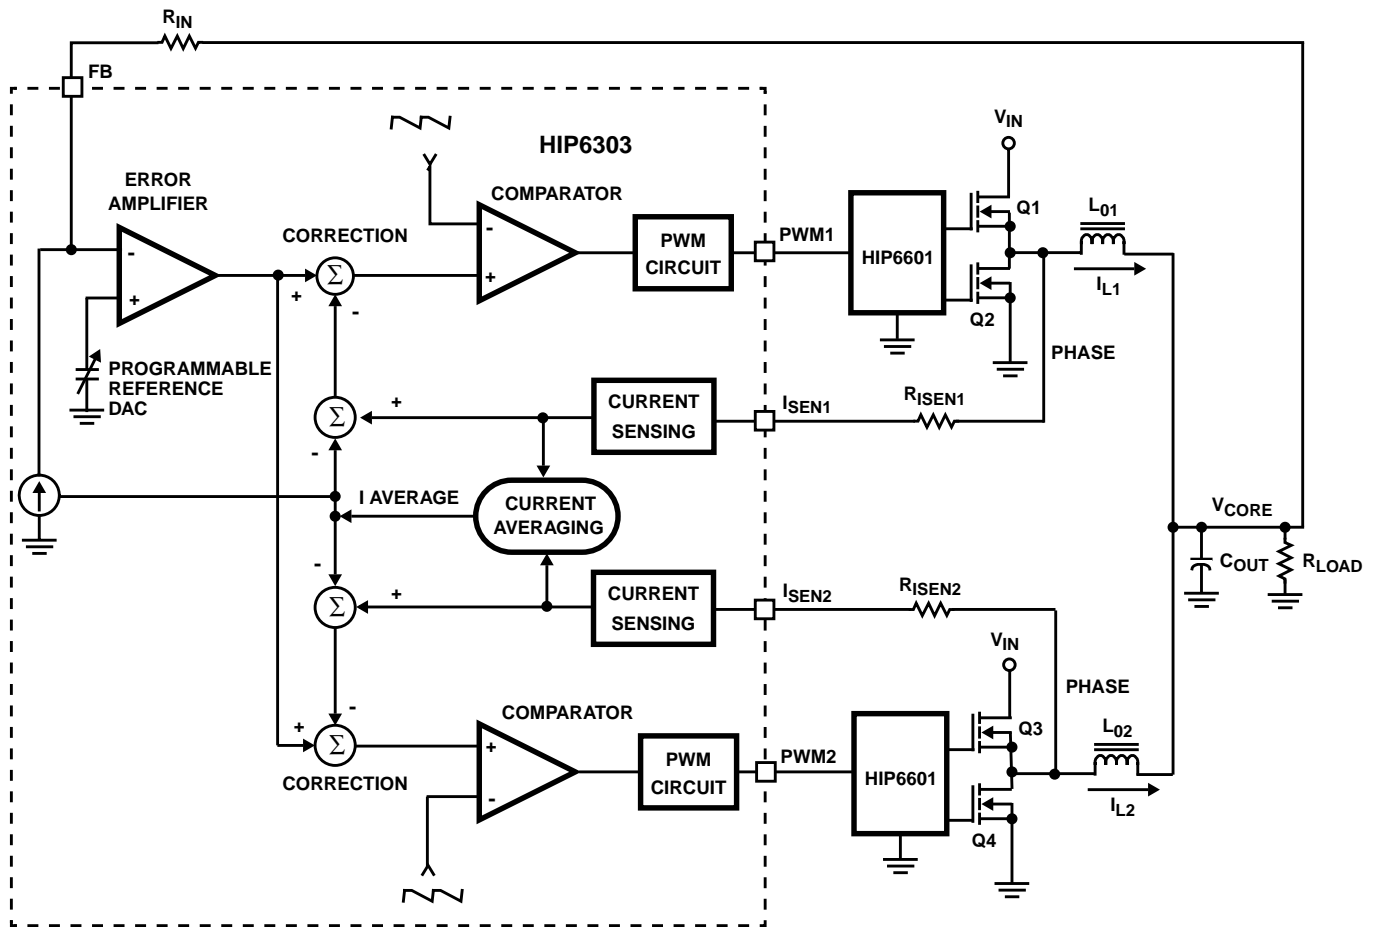 RIN
FB
HIP6303
VIN
ERROR
AMPLIFIER
COMPARATOR
Q1
L01
CORRECTION
-
PWM
CIRCUIT
PWM1
HIP6601
-
+
Σ
+
+
-
IL1
Q2
PHASE
PROGRAMMABLE
REFERENCE
DAC
+
CURRENT
SENSING
ISEN1
RISEN1
Σ
-
I AVERAGE
CURRENT
AVERAGING
VCORE
COUT
RLOAD
-
+
CURRENT
SENSING
ISEN2
RISEN2
Σ
VIN
PHASE
-
COMPARATOR
+
Σ
CORRECTION
+
-
PWM
CIRCUIT
PWM2
HIP6601
Q3
L02
IL2
Q4